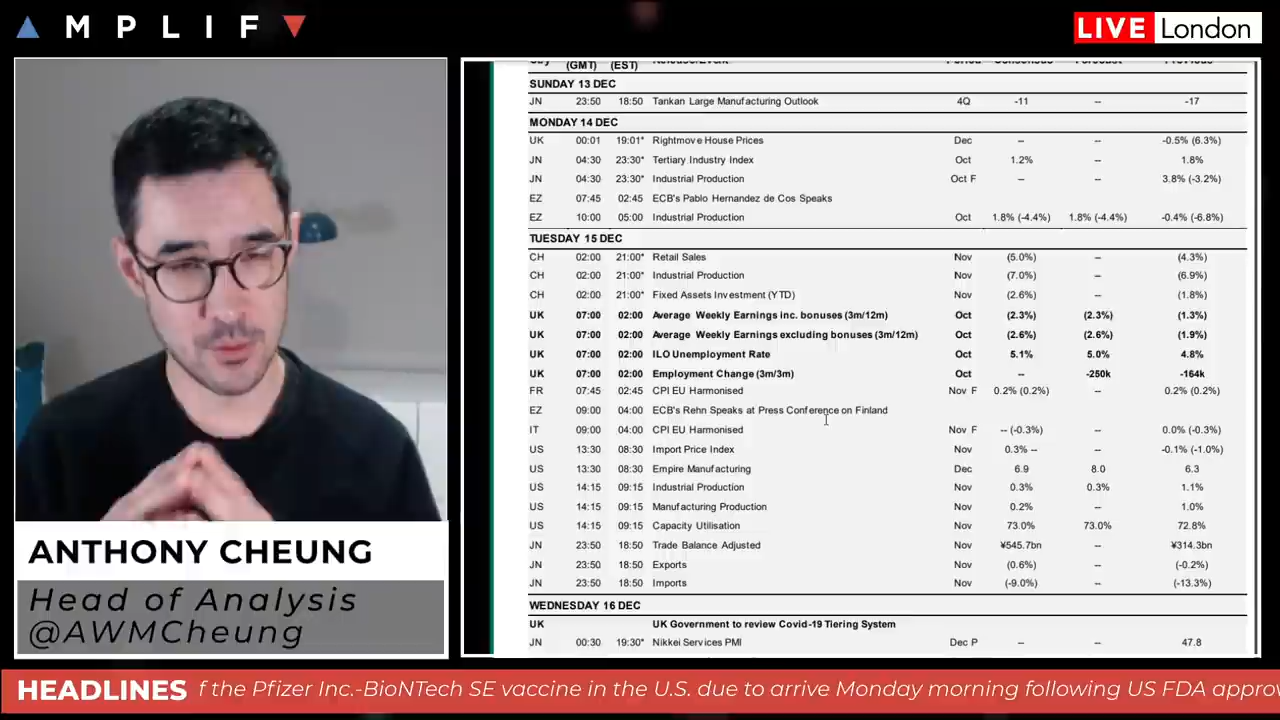 AMPLIFY
LIVE London
(GMT) (EST) Release/Event Period Consensus Forecast Previous
SUNDAY 13 DEC
JN 23:50 18:50 Tankan Large Manufacturing Outlook 4Q -11 -- -17
MONDAY 14 DEC
UK 00:01 19:01* Rightmove House Prices Dec -- -- -0.5% (6.3%)
JN 04:30 23:30* Tertiary Industry Index Oct 1.2% -- 1.8%
JN 04:30 23:30* Industrial Production Oct F -- -- 3.8% (-3.2%)
EZ 07:45 02:45 ECB's Pablo Hernandez de Cos Speaks
EZ 10:00 05:00 Industrial Production Oct 1.8% (-4.4%) 1.8% (-4.4%) -0.4% (-6.8%)
TUESDAY 15 DEC
CH 02:00 21:00* Retail Sales Nov (5.0%) -- (4.3%)
CH 02:00 21:00* Industrial Production Nov (7.0%) -- (6.9%)
CH 02:00 21:00* Fixed Assets Investment (YTD) Nov (2.6%) -- (1.8%)
UK 07:00 02:00 Average Weekly Earnings inc. bonuses (3m/12m) Oct (2.3%) (2.3%) (1.3%)
UK 07:00 02:00 Average Weekly Earnings excluding bonuses (3m/12m) Oct (2.6%) (2.6%) (1.9%)
UK 07:00 02:00 ILO Unemployment Rate Oct 5.1% 5.0% 4.8%
UK 07:00 02:00 Employment Change (3m/3m) Oct -- -250k -164k
FR 07:45 02:45 CPI EU Harmonised Nov F 0.2% (0.2%) 0.2% (0.2%)
EZ 09:00 04:00 ECB's Rehn Speaks at Press Conference on Finland
IT 09:00 04:00 CPI EU Harmonised Nov F -- (-0.3%) -- 0.0% (-0.3%)
US 13:30 08:30 Import Price Index Nov 0.3% -- -- -0.1% (-1.0%)
US 13:30 08:30 Empire Manufacturing Dec 6.9 8.0 6.3
US 14:15 09:15 Industrial Production Nov 0.3% 0.3% 1.1%
US 14:15 09:15 Manufacturing Production Nov 0.2% -- 1.0%
US 14:15 09:15 Capacity Utilisation Nov 73.0% 73.0% 72.8%
JN 23:50 18:50 Trade Balance Adjusted Nov ¥545.7bn -- ¥314.3bn
JN 23:50 18:50 Exports Nov (0.6%) -- (-0.2%)
JN 23:50 18:50 Imports Nov (-9.0%) -- (-13.3%)
WEDNESDAY 16 DEC
UK UK Government to review Covid-19 Tiering System
JN 00:30 19:30* Nikkei Services PMI Dec P -- -- 47.8
ANTHONY CHEUNG
Head of Analysis
@AWMCheung
HEADLINES f the Pfizer Inc.-BioNTech SE vaccine in the U.S. due to arrive Monday morning following US FDA approv